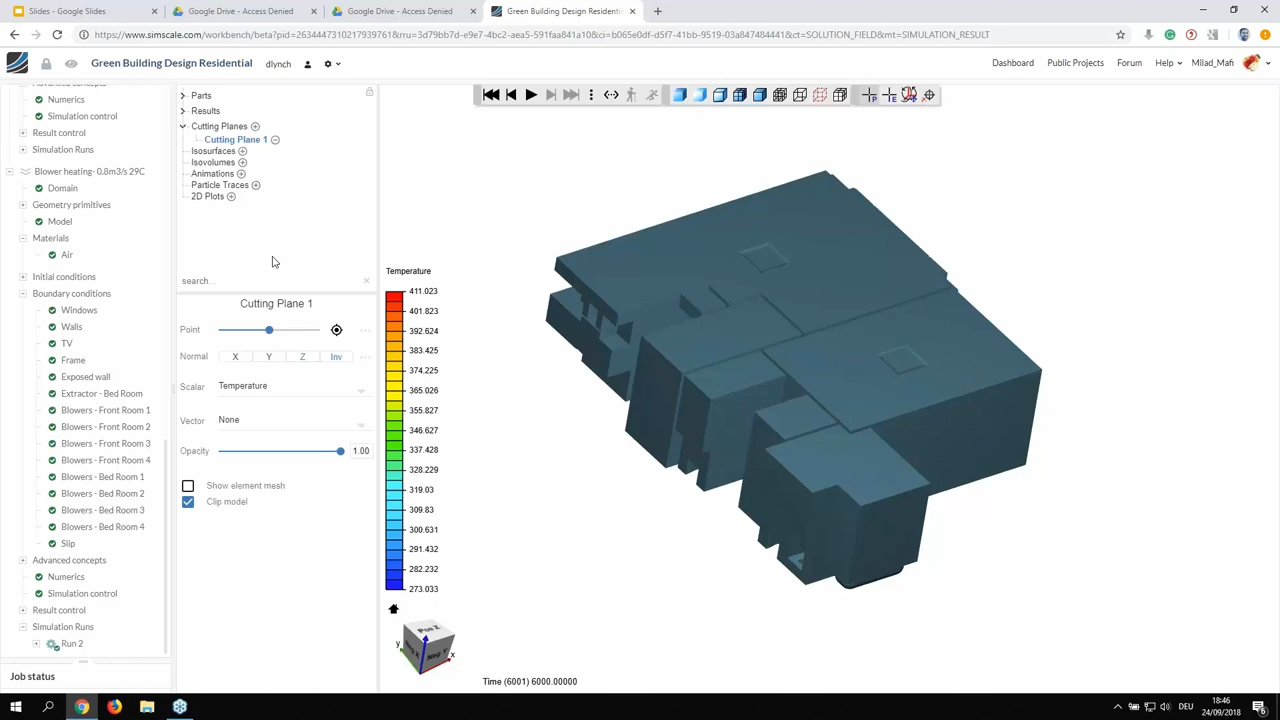 Slides - Google Slides
Google Drive - Access Denied
Google Drive - Access Denied
Green Building Design Residenti
https://www.simscale.com/workbench/beta?pid=2634447310217939761&rru=3d79bb7d-e9e7-4bc2-aea5-591faa841a10&ci=b065e0df-d5f7-41bb-9519-03a847484441&ct=SOLUTION_FIELD&mt=SIMULATION_RESULT
Green Building Design Residential
dlynch
Dashboard
Public Projects
Forum
Help
Milad_Mafi
Advanced concepts
Numerics
Simulation control
Result control
Simulation Runs
Blower heating- 0.8m3/s 29C
Domain
Geometry primitives
Model
Materials
Air
Initial conditions
Boundary conditions
Windows
Walls
TV
Frame
Exposed wall
Extractor - Bed Room
Blowers - Front Room 1
Blowers - Front Room 2
Blowers - Front Room 3
Blowers - Front Room 4
Blowers - Bed Room 1
Blowers - Bed Room 2
Blowers - Bed Room 3
Blowers - Bed Room 4
Slip
Advanced concepts
Numerics
Simulation control
Result control
Simulation Runs
Run 2
Job status
Parts
Results
Cutting Planes
Cutting Plane 1
Isosurfaces
Isovolumes
Animations
Particle Traces
2D Plots
search...
Cutting Plane 1
Point
Normal X Y Z Inv
Scalar Temperature
Vector None
Opacity 1.00
Show element mesh
Clip model
Temperature
411.023
401.823
392.624
383.425
374.225
365.026
355.827
346.627
337.428
328.229
319.03
309.83
300.631
291.432
282.232
273.033
Pos Z
Neg X
Neg Y
y
x
Time (6001) 6000.00000
P
E
DEU
18:46
24/09/2018
6